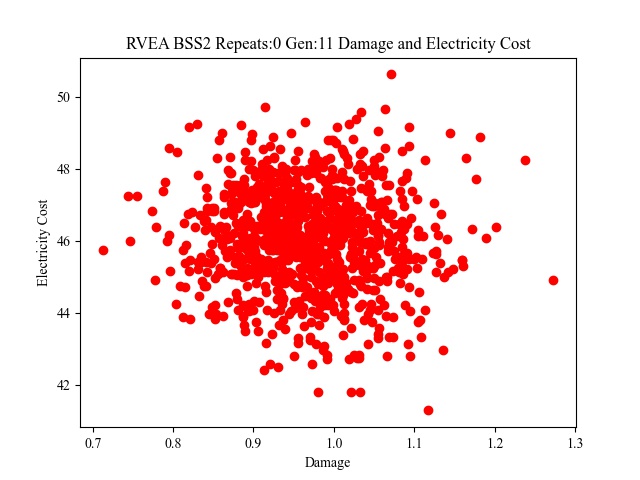 RVEA BSS2 Repeats:0 Gen:11 Damage and Electricity Cost
Electricity Cost
50
48
46
44
42
0.7 0.8 0.9 1.0 1.1 1.2 1.3
Damage